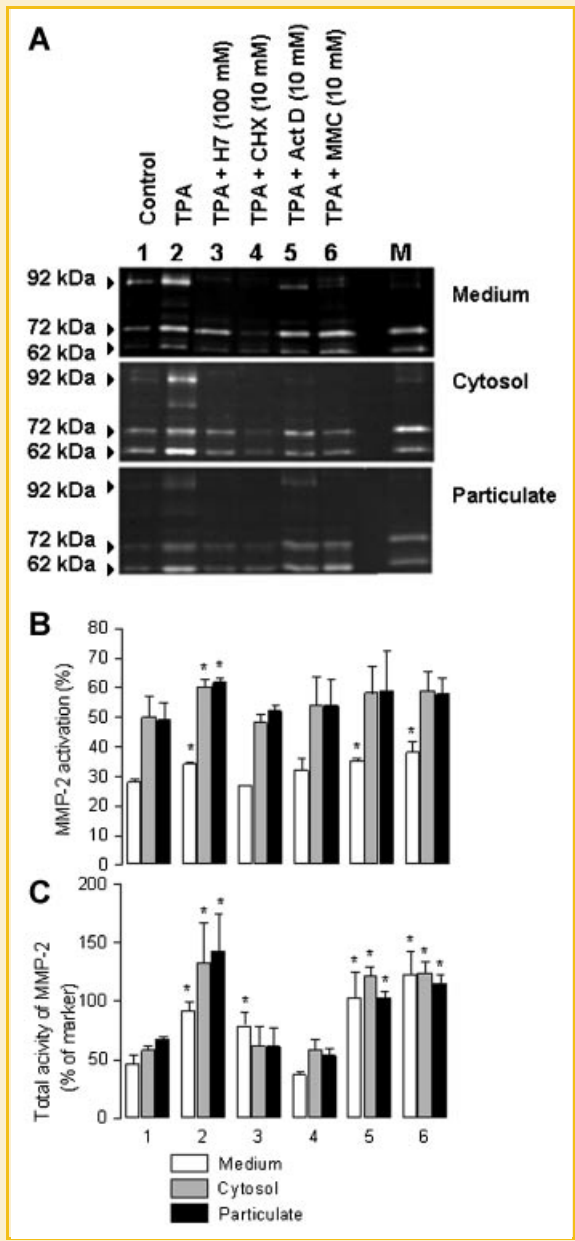 A
Control
TPA
TPA + H7 (100 mM)
TPA + CHX (10 mM)
TPA + Act D (10 mM)
TPA + MMC (10 mM)
1 2 3 4 5 6 M
92 kDa
72 kDa
62 kDa
Medium
92 kDa
72 kDa
62 kDa
Cytosol
92 kDa
72 kDa
62 kDa
Particulate
B
MMP-2 activation (%)
80
70
60
50
40
30
20
10
0
* * * * *
C
Total acivity of MMP-2
(% of marker)
200
150
100
50
0
* * * * * * * * * *
1 2 3 4 5 6
Medium
Cytosol
Particulate